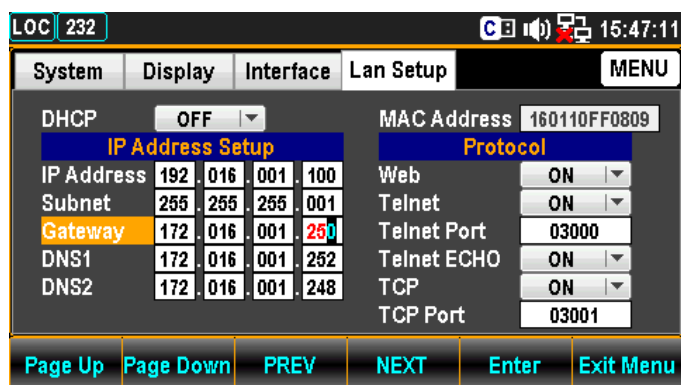 LOC 232 C 15:47:11
System Display Interface Lan Setup MENU
DHCP OFF MAC Address 160110FF0809
IP Address Setup Protocol
IP Address 192 . 016 . 001 . 100 Web ON
Subnet 255 . 255 . 255 . 001 Telnet ON
Gateway 172 . 016 . 001 . 250 Telnet Port 03000
DNS1 172 . 016 . 001 . 252 Telnet ECHO ON
DNS2 172 . 016 . 001 . 248 TCP ON
TCP Port 03001
Page Up Page Down PREV NEXT Enter Exit Menu